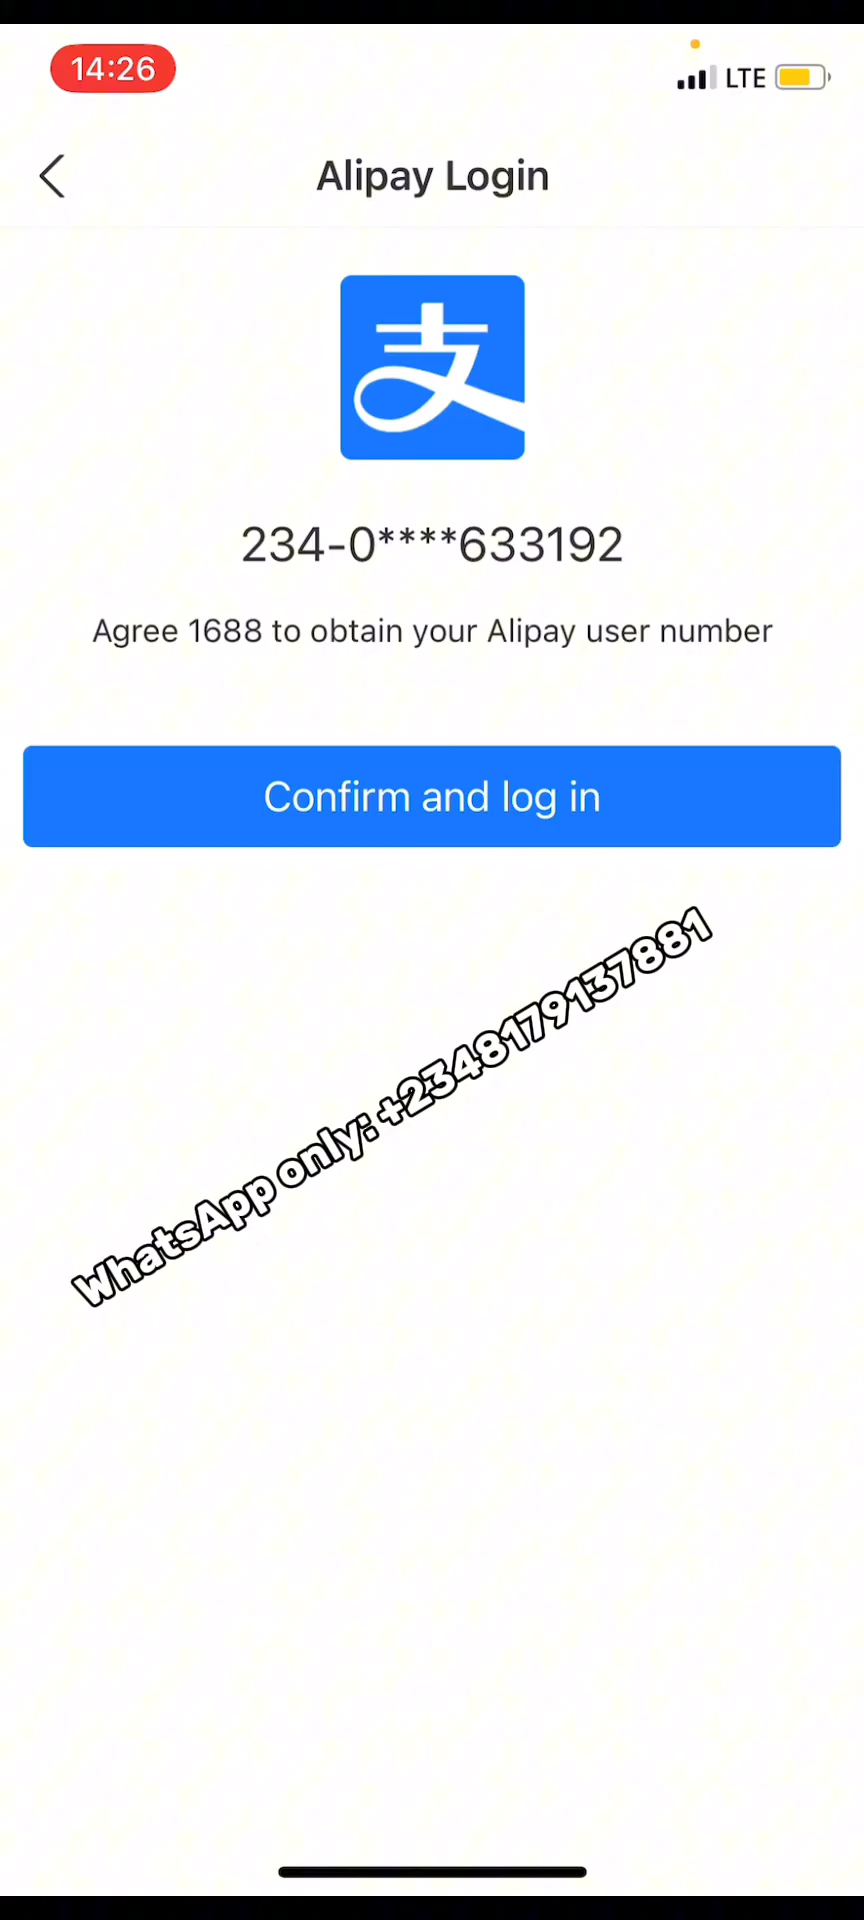 14:26
LTE
Alipay Login
支
234-0****633192
Agree 1688 to obtain your Alipay user number
Confirm and log in
WhatsApp only: +2348179137881